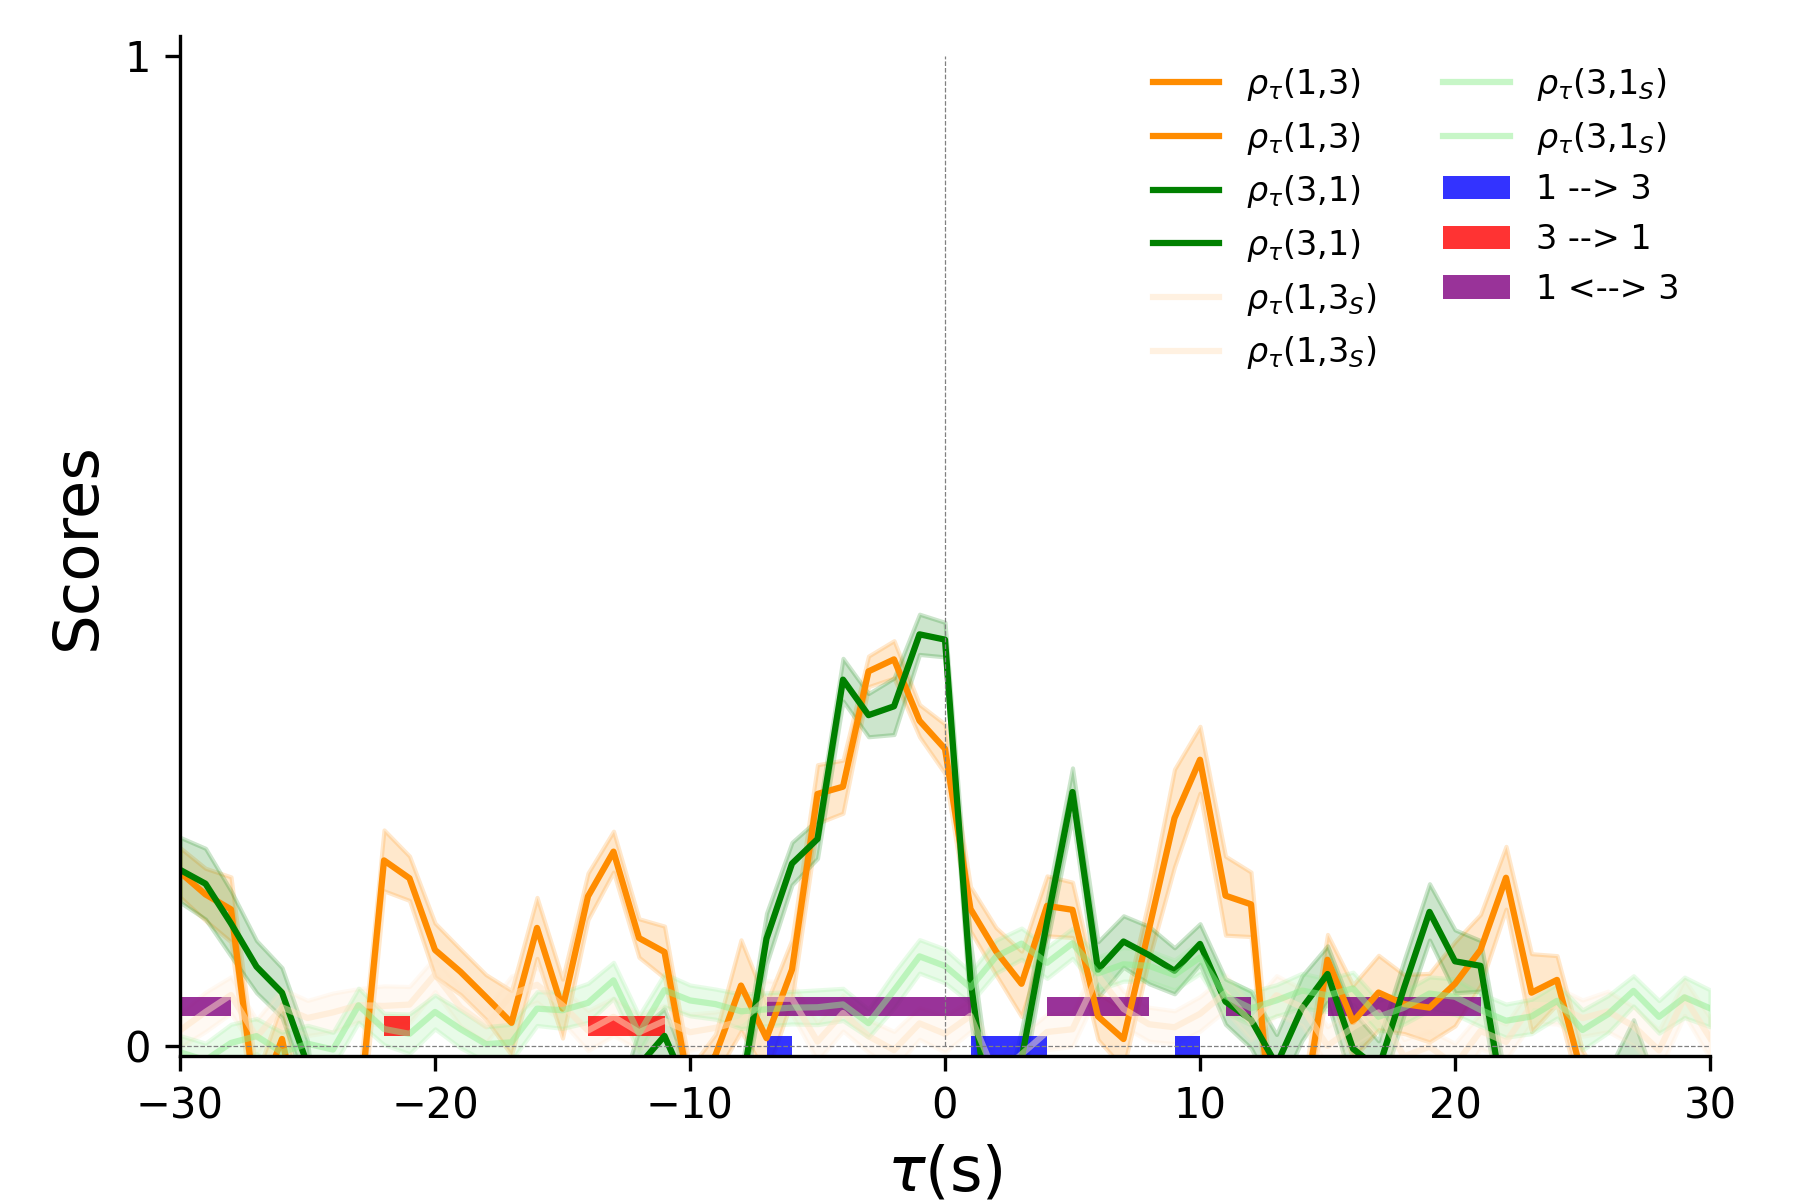 1
Scores
0
ρτ(1,3)
ρτ(1,3)
ρτ(3,1)
ρτ(3,1)
ρτ(1,3S)
ρτ(1,3S)
ρτ(3,1S)
ρτ(3,1S)
1 --> 3
3 --> 1
1 <--> 3
−30 −20 −10 0 10 20 30
τ(s)